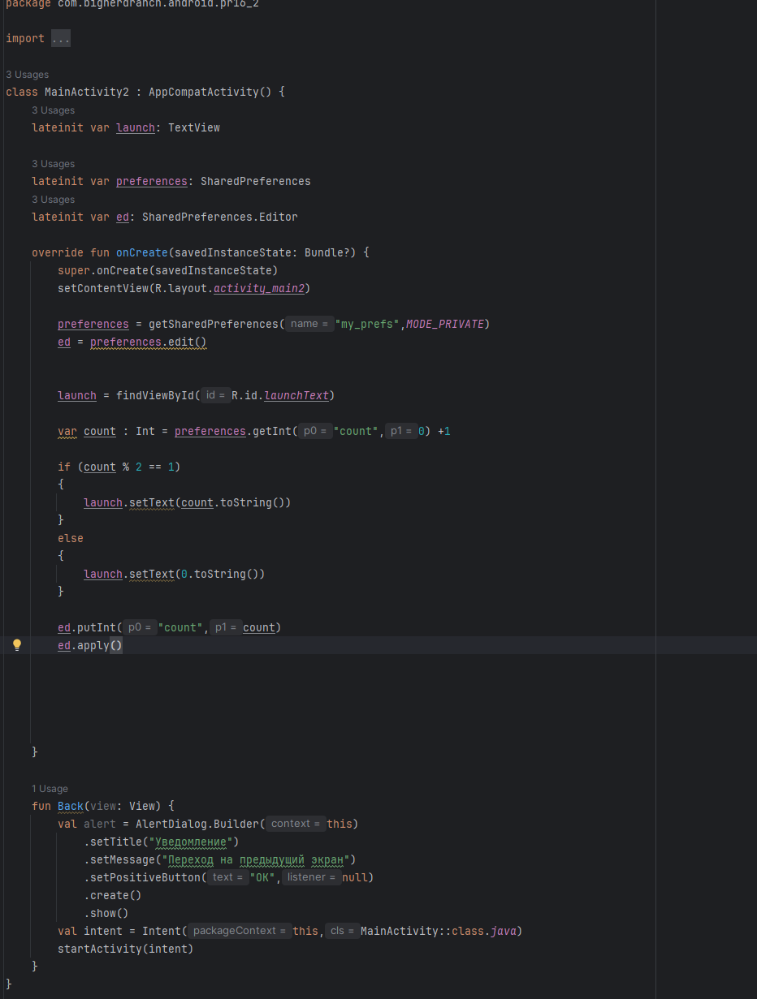 package com.bignerdranch.android.pr16_2
import ...
3 Usages
class MainActivity2 : AppCompatActivity() {
3 Usages
lateinit var launch: TextView
3 Usages
lateinit var preferences: SharedPreferences
3 Usages
lateinit var ed: SharedPreferences.Editor
override fun onCreate(savedInstanceState: Bundle?) {
super.onCreate(savedInstanceState)
setContentView(R.layout.activity_main2)
preferences = getSharedPreferences( name = "my_prefs",MODE_PRIVATE)
ed = preferences.edit()
launch = findViewById( id = R.id.launchText)
var count : Int = preferences.getInt( p0 = "count", p1 = 0) +1
if (count % 2 == 1)
{
launch.setText(count.toString())
}
else
{
launch.setText(0.toString())
}
ed.putInt( p0 = "count", p1 = count)
ed.apply()
}
1 Usage
fun Back(view: View) {
val alert = AlertDialog.Builder( context = this)
.setTitle("Уведомление")
.setMessage("Переход на предыдущий экран")
.setPositiveButton( text = "OK", listener = null)
.create()
.show()
val intent = Intent( packageContext = this, cls = MainActivity::class.java)
startActivity(intent)
}
}